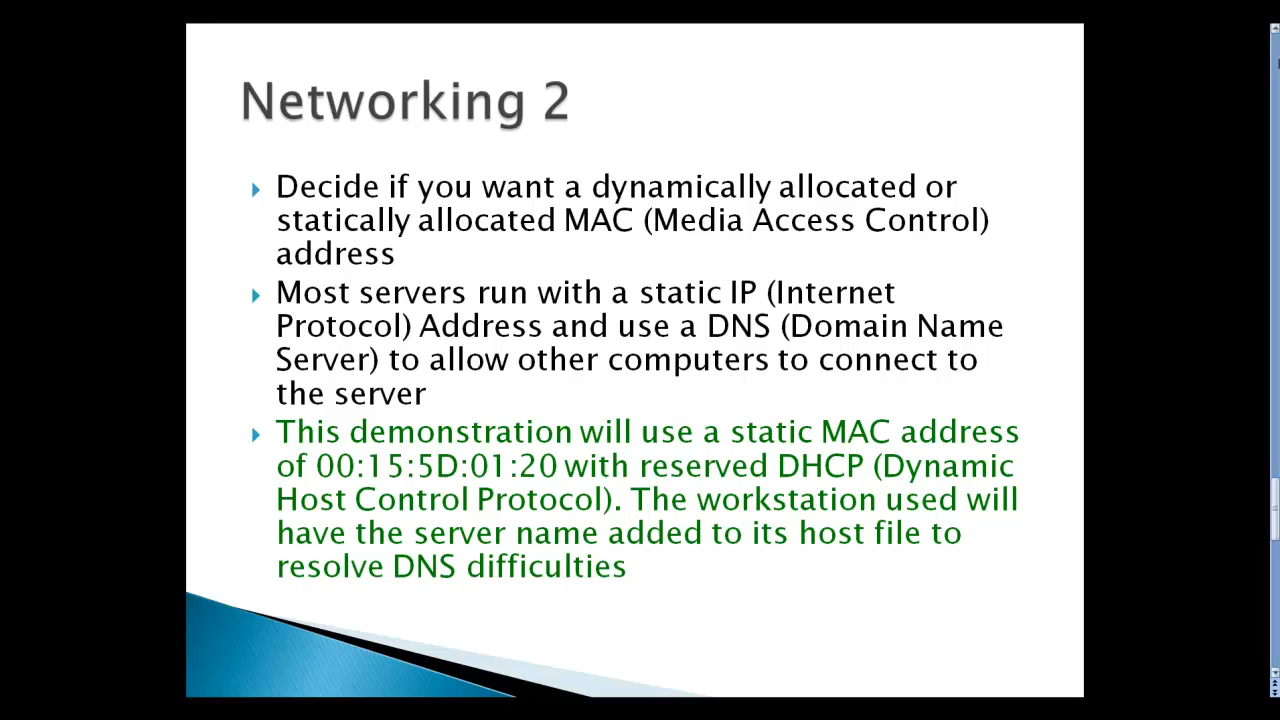 Networking 2
Decide if you want a dynamically allocated or
statically allocated MAC (Media Access Control)
address
Most servers run with a static IP (Internet
Protocol) Address and use a DNS (Domain Name
Server) to allow other computers to connect to
the server
This demonstration will use a static MAC address
of 00:15:5D:01:20 with reserved DHCP (Dynamic
Host Control Protocol). The workstation used will
have the server name added to its host file to
resolve DNS difficulties